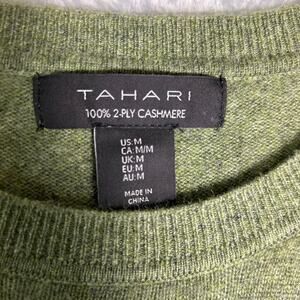 TAHARI
100% 2-PLY CASHMERE
US:M
CA:M/M
UK:M
EU:M
AU:M
MADE IN
CHINA